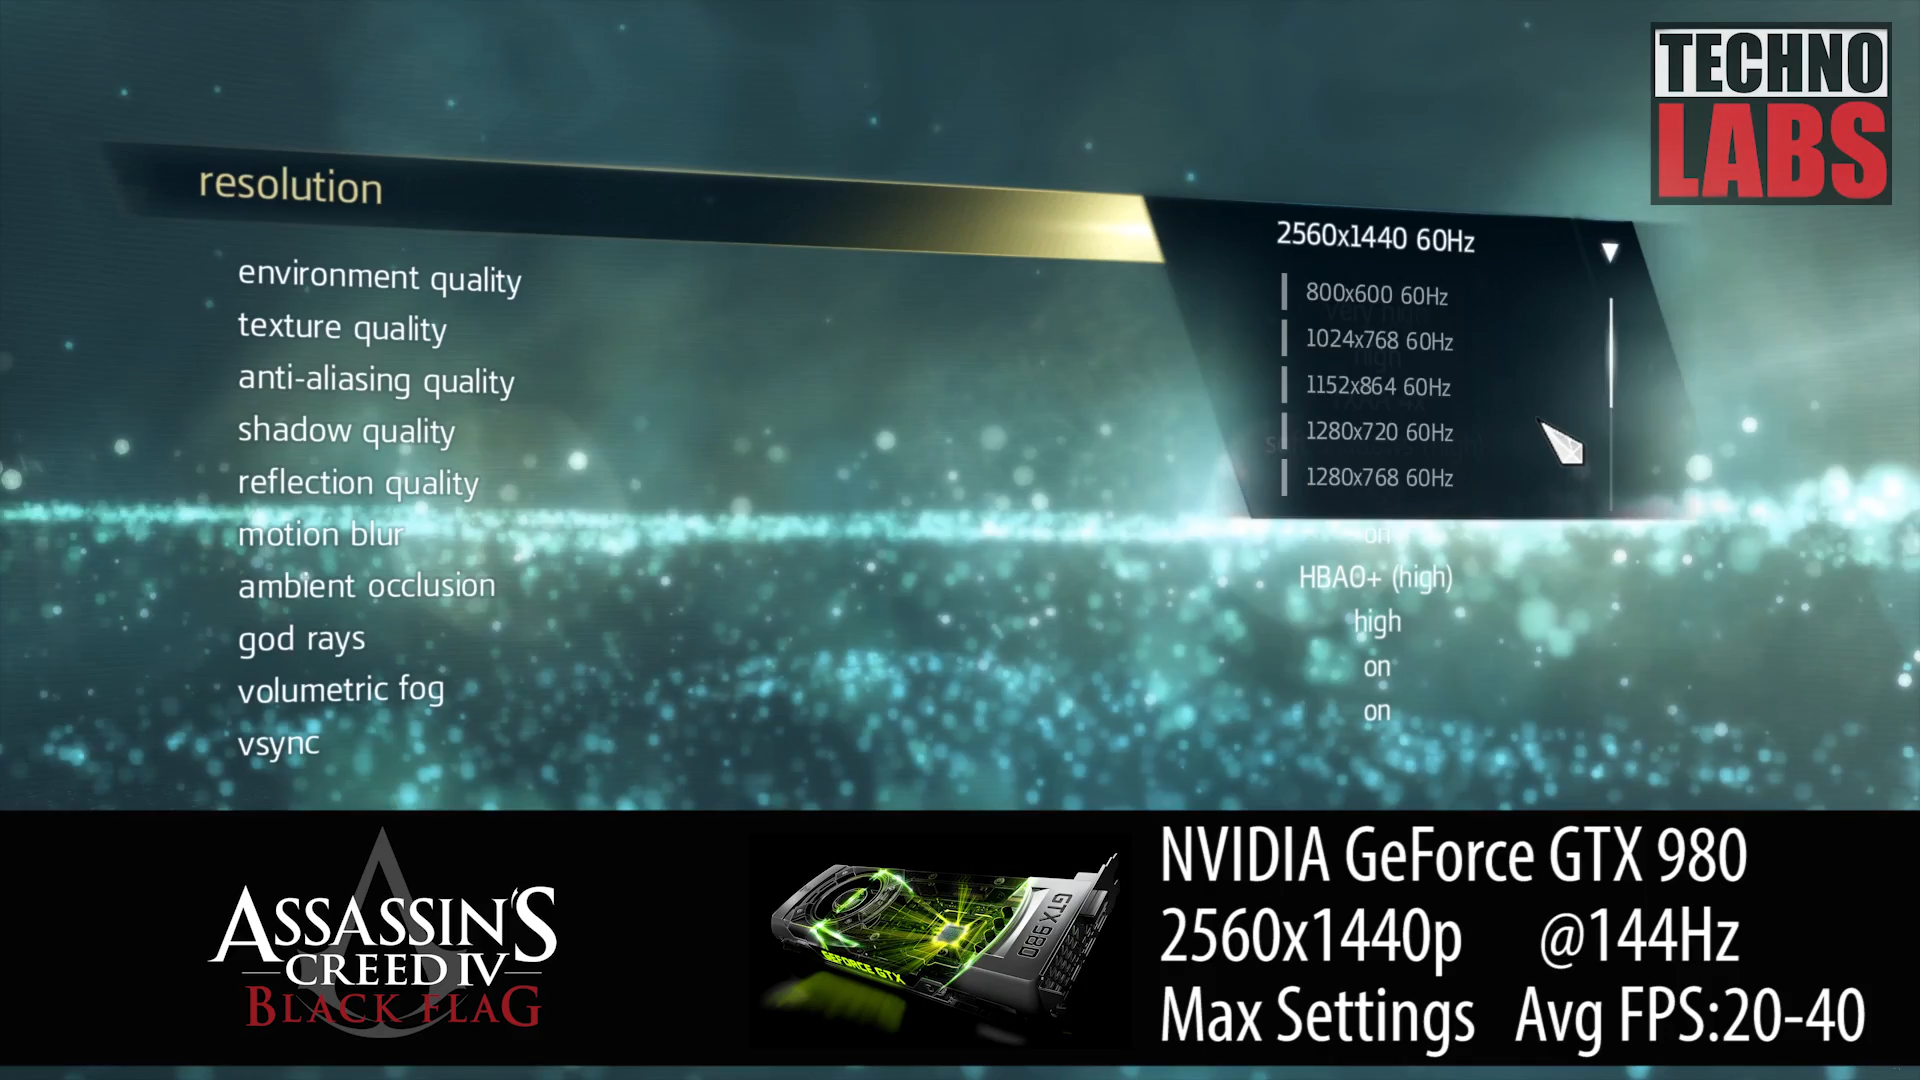 TECHNO
LABS
resolution
2560x1440 60Hz
800x600 60Hz
1024x768 60Hz
1152x864 60Hz
1280x720 60Hz
1280x768 60Hz
environment quality
texture quality
anti-aliasing quality
shadow quality
reflection quality
motion blur
on
ambient occlusion
HBAO+ (high)
god rays
high
volumetric fog
on
vsync
on
ASSASSIN'S
CREED IV
BLACK FLAG
GEFORCE GTX
GTX 980
NVIDIA GeForce GTX 980
2560x1440p @144Hz
Max Settings Avg FPS:20-40